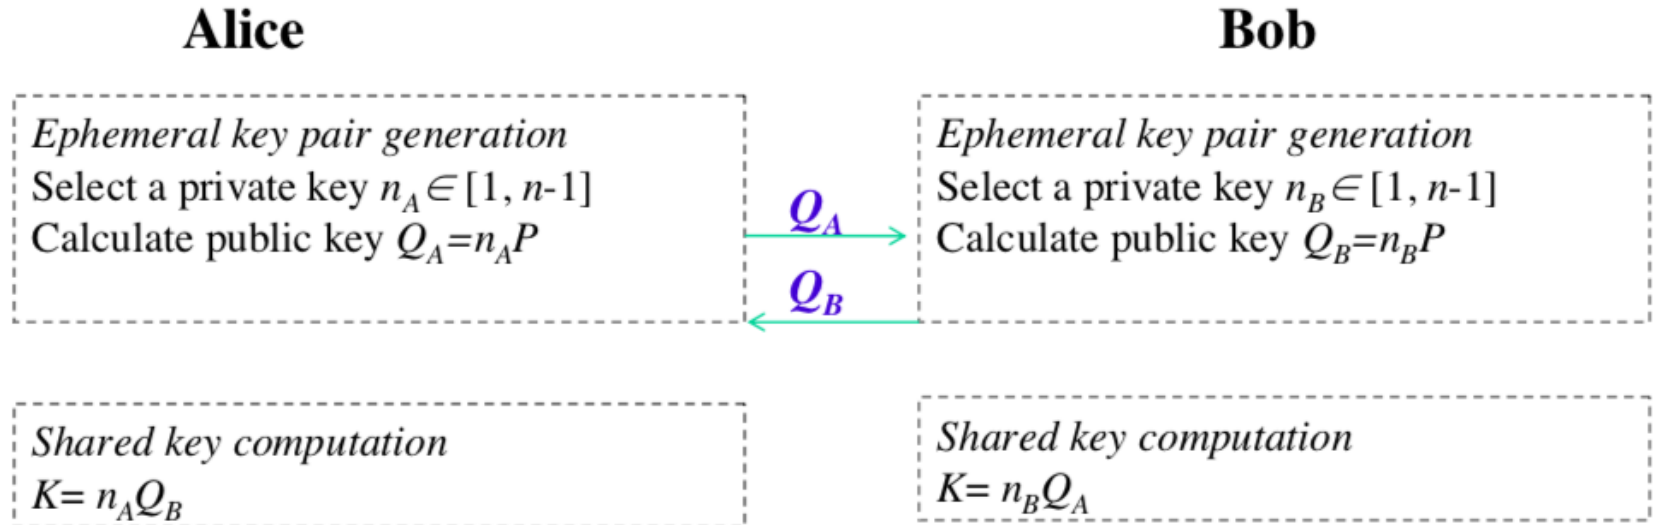 Alice
Ephemeral key pair generation
Select a private key n_A∈[1, n-1]
Calculate public key Q_A=n_AP
Q_A
Q_B
Shared key computation
K= n_AQ_B
Bob
Ephemeral key pair generation
Select a private key n_B∈[1, n-1]
Calculate public key Q_B=n_BP
Shared key computation
K= n_BQ_A